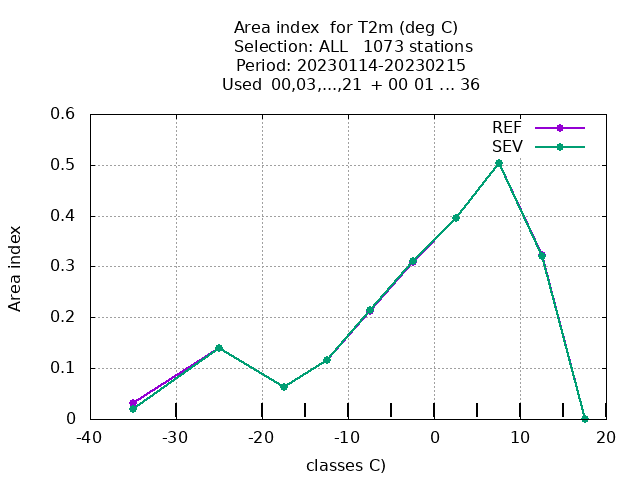 Area index  for T2m (deg C)
Selection: ALL   1073 stations
Period: 20230114-20230215
Used  00,03,...,21  + 00 01 ... 36
REF
SEV
0.6
0.5
0.4
0.3
0.2
0.1
0
Area index
-40 -30 -20 -10 0 10 20
classes C)